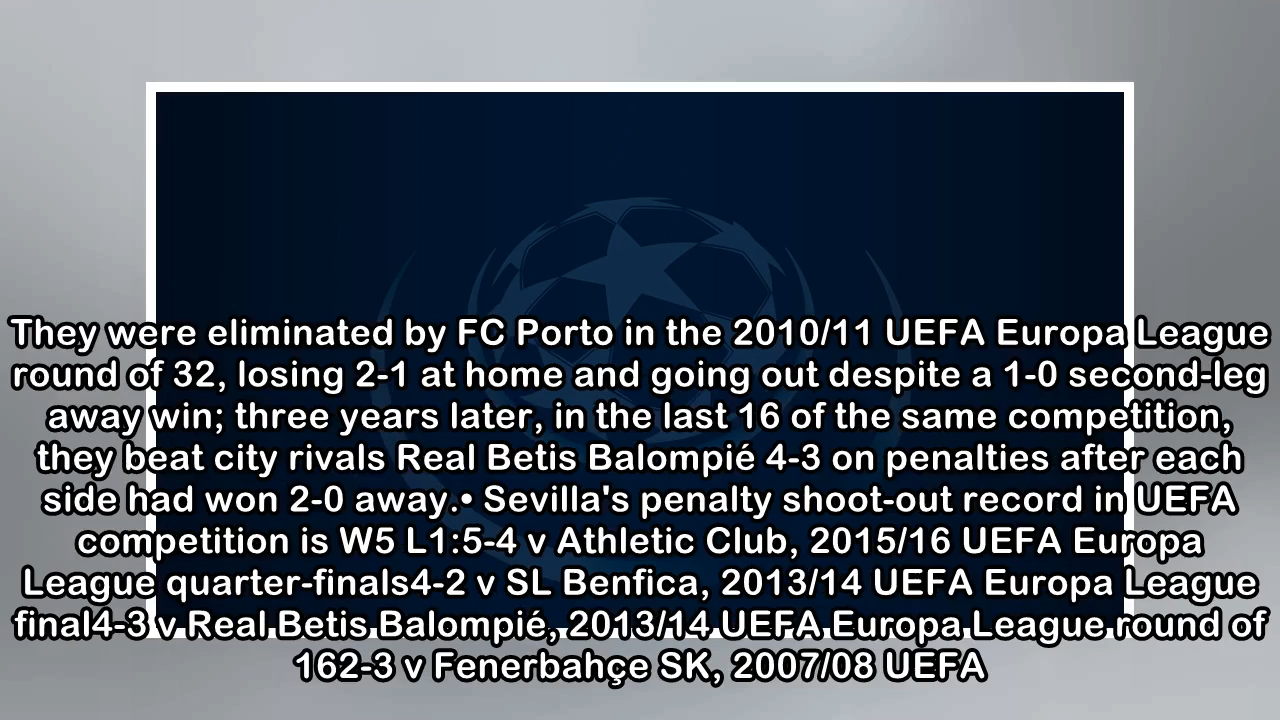 They were eliminated by FC Porto in the 2010/11 UEFA Europa League
round of 32, losing 2-1 at home and going out despite a 1-0 second-leg
away win; three years later, in the last 16 of the same competition,
they beat city rivals Real Betis Balompié 4-3 on penalties after each
side had won 2-0 away.• Sevilla's penalty shoot-out record in UEFA
competition is W5 L1:5-4 v Athletic Club, 2015/16 UEFA Europa
League quarter-finals4-2 v SL Benfica, 2013/14 UEFA Europa League
final4-3 v Real Betis Balompié, 2013/14 UEFA Europa League round of
162-3 v Fenerbahçe SK, 2007/08 UEFA